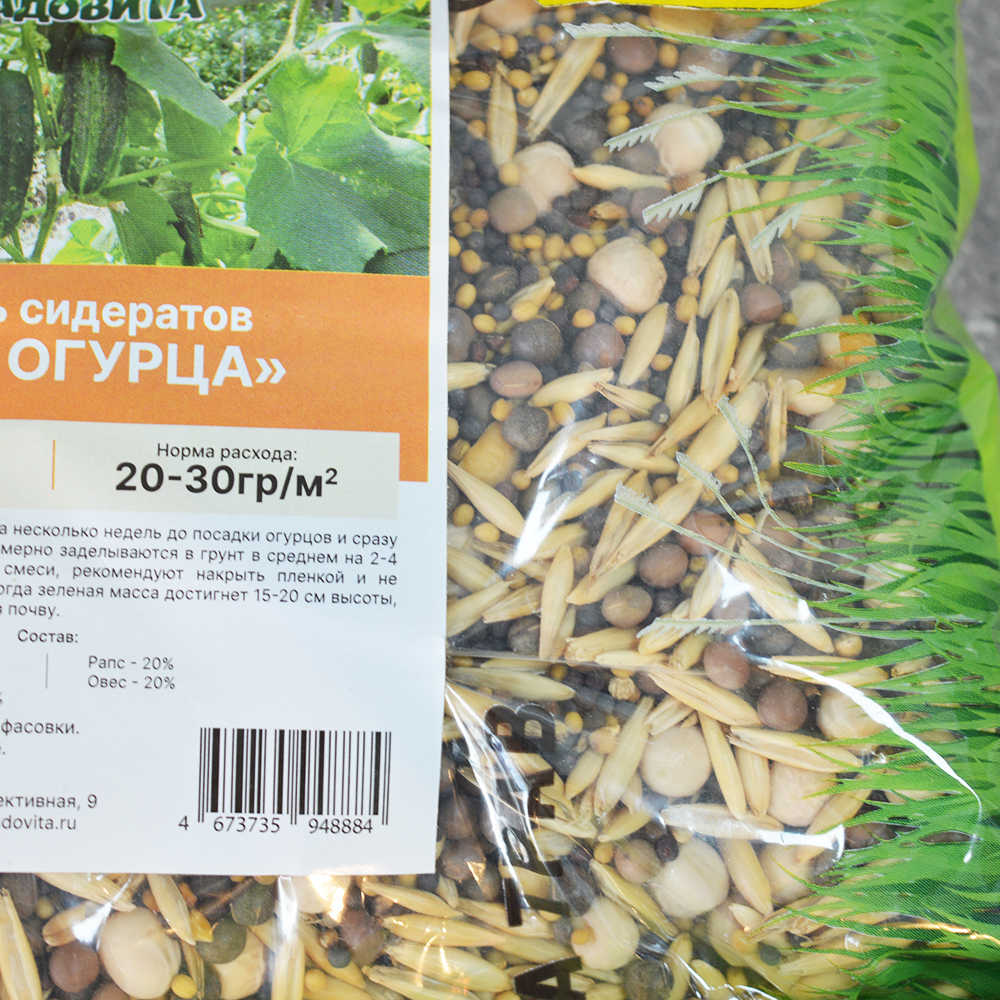 АДОВИТА
ь сидератов
ОГУРЦА»
Норма расхода:
20-30гр/м²
а несколько недель до посадки огурцов и сразу
мерно заделываются в грунт в среднем на 2-4
смеси, рекомендуют накрыть пленкой и не
огда зеленая масса достигнет 15-20 см высоты,
в почву.
Состав:
Рапс - 20%
Овес - 20%
%
фасовки.
ективная, 9
dovita.ru
4 673735 948884